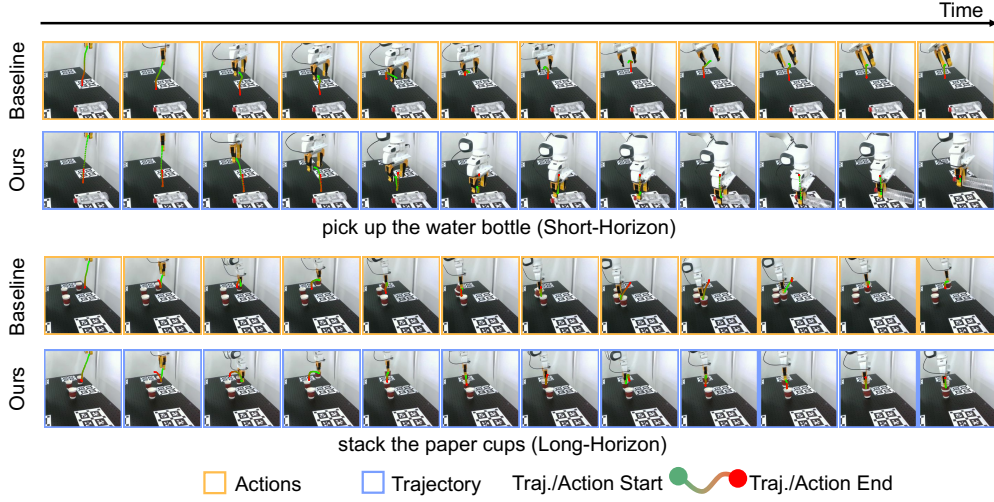 Time
Baseline
Ours
pick up the water bottle (Short-Horizon)
Baseline
Ours
stack the paper cups (Long-Horizon)
Actions
Trajectory
Traj./Action Start
Traj./Action End